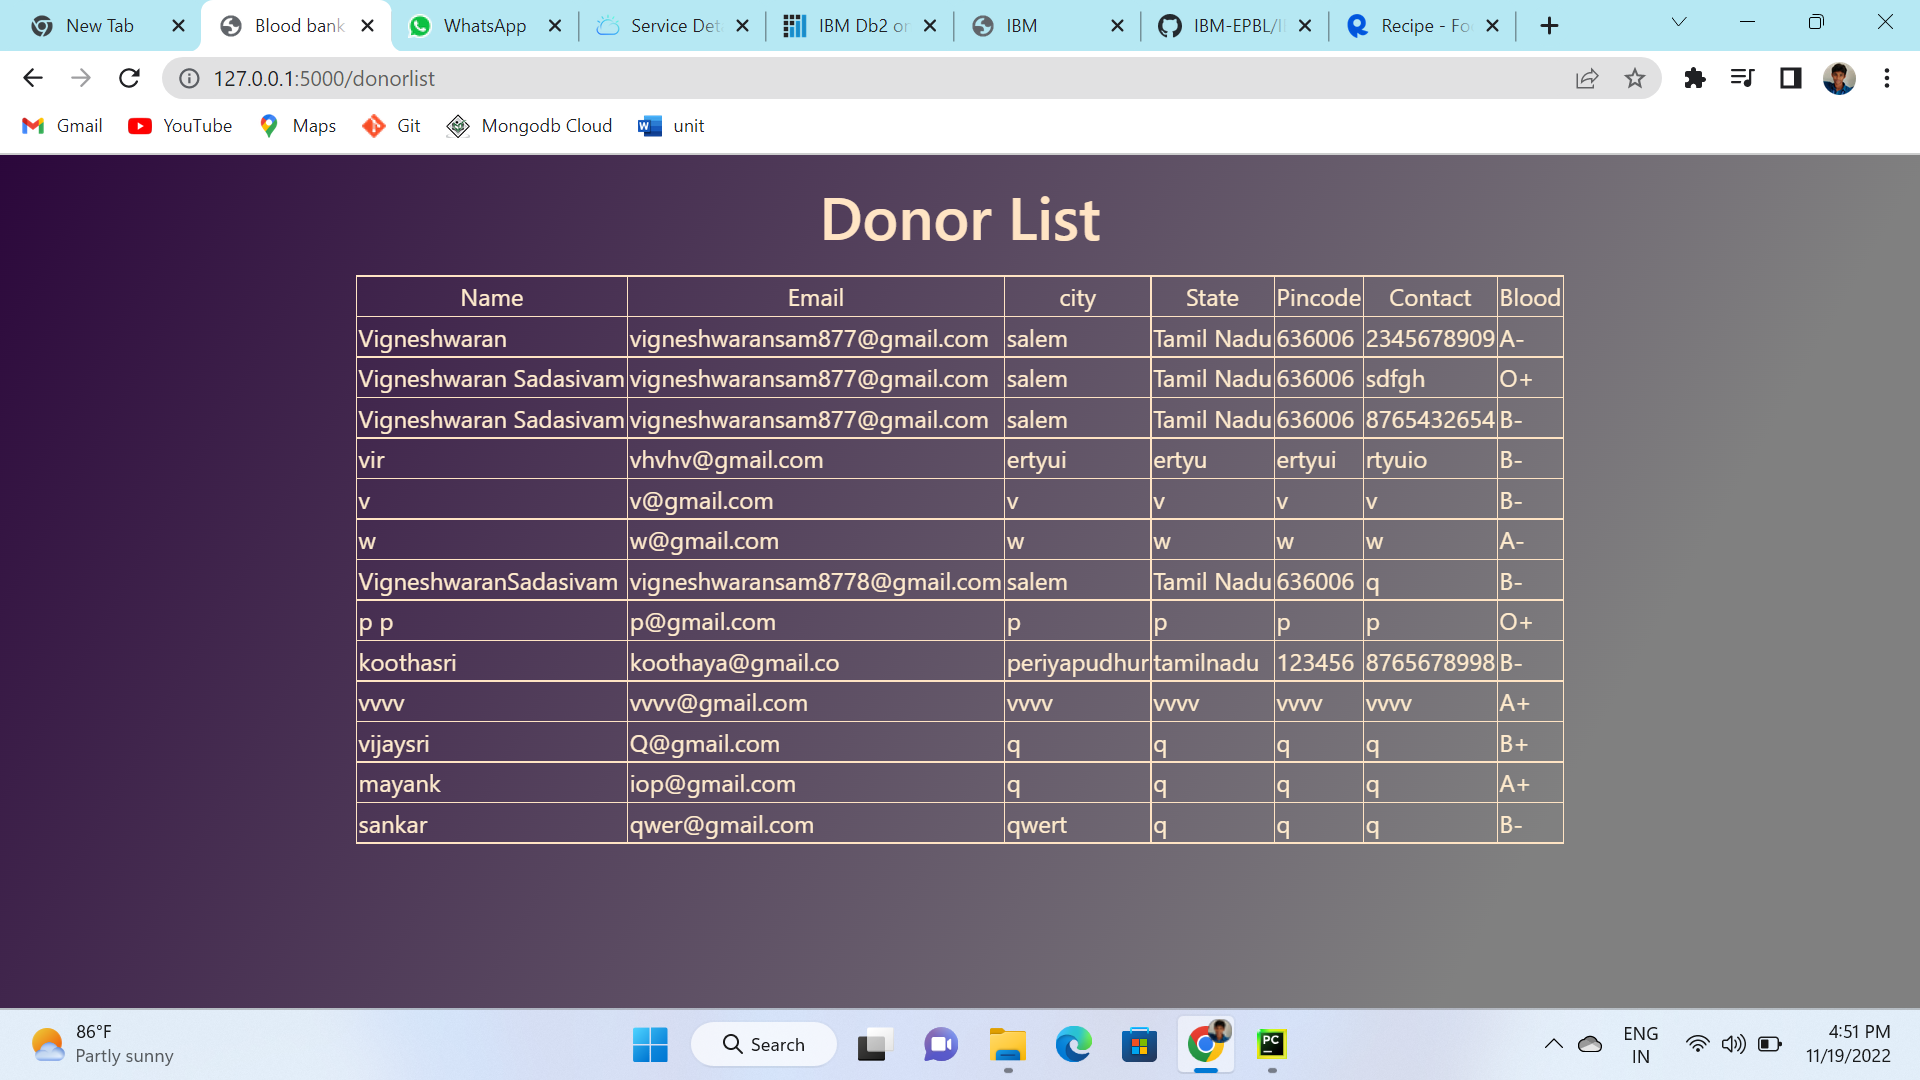 New Tab
Blood bank
WhatsApp
Service Det
IBM Db2 or
IBM
IBM-EPBL/I
Recipe - Fo
127.0.0.1:5000/donorlist
Gmail YouTube Maps Git Mongodb Cloud unit
Donor List
Name Email city State Pincode Contact Blood
Vigneshwaran vigneshwaransam877@gmail.com salem Tamil Nadu 636006 2345678909 A-
Vigneshwaran Sadasivam vigneshwaransam877@gmail.com salem Tamil Nadu 636006 sdfgh O+
Vigneshwaran Sadasivam vigneshwaransam877@gmail.com salem Tamil Nadu 636006 8765432654 B-
vir vhvhv@gmail.com ertyui ertyu ertyui rtyuio B-
v v@gmail.com v v v v B-
w w@gmail.com w w w w A-
VigneshwaranSadasivam vigneshwaransam8778@gmail.com salem Tamil Nadu 636006 q B-
p p p@gmail.com p p p p O+
koothasri koothaya@gmail.co periyapudhur tamilnadu 123456 8765678998 B-
vvvv vvvv@gmail.com vvvv vvvv vvvv vvvv A+
vijaysri Q@gmail.com q q q q B+
mayank iop@gmail.com q q q q A+
sankar qwer@gmail.com qwert q q q B-
86°F
Partly sunny
Search
PC
ENG
IN
4:51 PM
11/19/2022